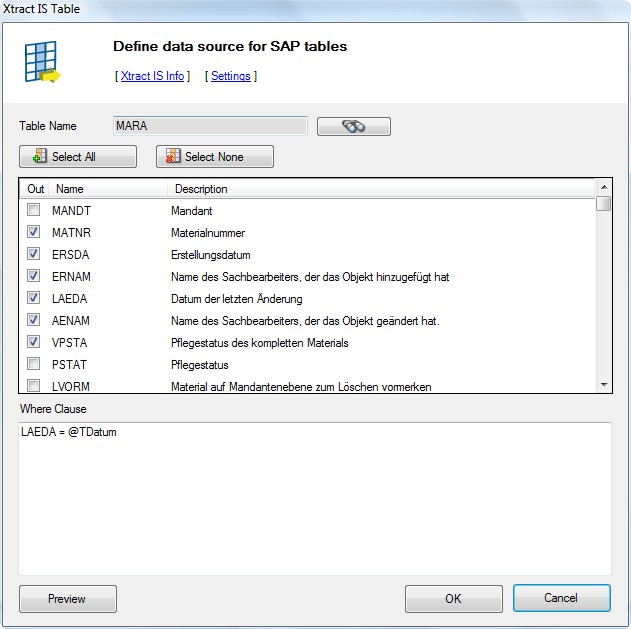 Xtract IS Table
Define data source for SAP tables
[ Xtract IS Info ] [ Settings ]
Table Name MARA
Select All Select None
Out Name Description
MANDT Mandant
MATNR Materialnummer
ERSDA Erstellungsdatum
ERNAM Name des Sachbearbeiters, der das Objekt hinzugefügt hat
LAEDA Datum der letzten Änderung
AENAM Name des Sachbearbeiters, der das Objekt geändert hat.
VPSTA Pflegestatus des kompletten Materials
PSTAT Pflegestatus
LVORM Material auf Mandantenebene zum Löschen vormerken
Where Clause
LAEDA = @TDatum
Preview OK Cancel